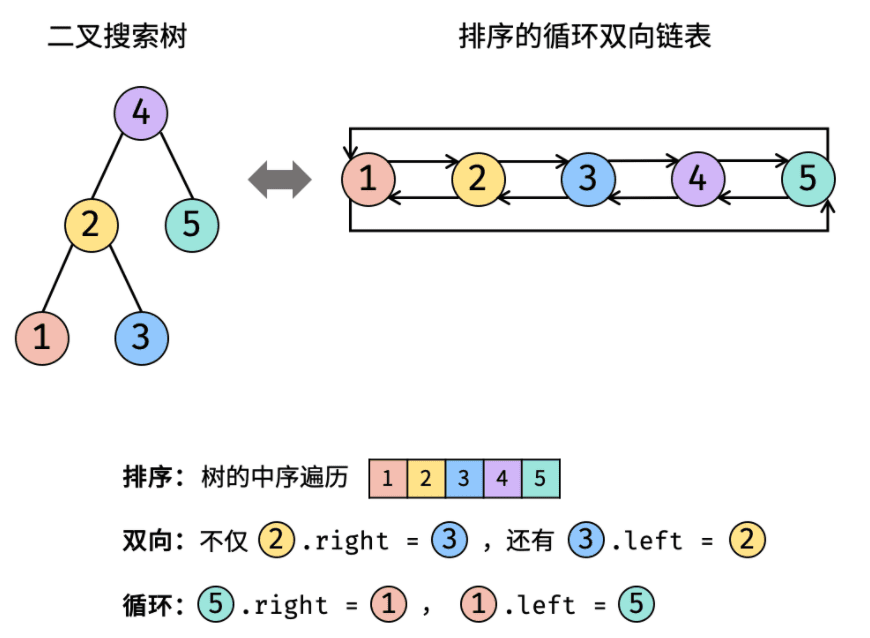 二叉搜索树
排序的循环双向链表
4
2 5
1 3
1 2 3 4 5
排序：树的中序遍历 1 2 3 4 5
双向：不仅 2 .right = 3 ，还有 3 .left = 2
循环：5 .right = 1 ， 1 .left = 5